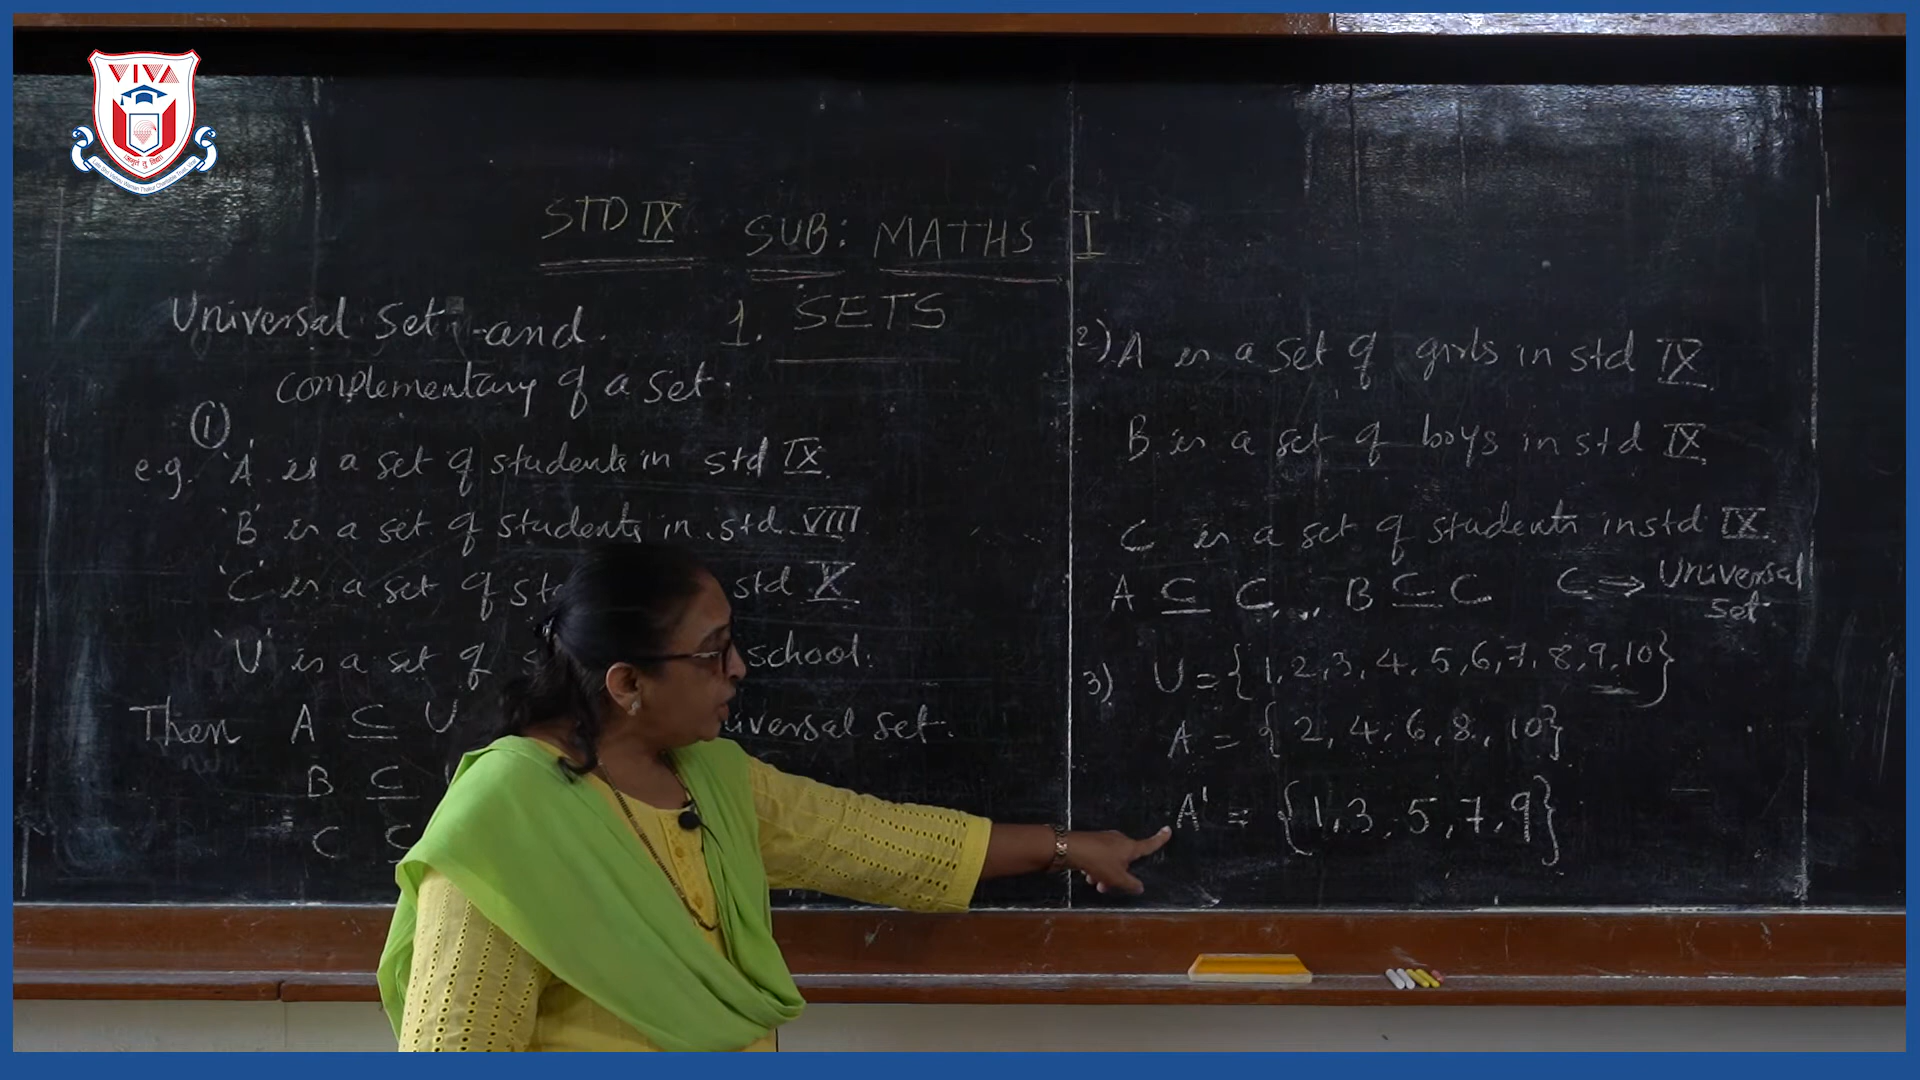 VIVA
STD IX SUB: MATHS I
1. SETS
Universal Set and
complementary of a set.
①
e.g. 'A' is a set of students in std IX.
'B' is a set of students in std VIII
'C' is a set of std X
'U' is a set of school.
Then A ⊆ U universal set.
B ⊆
C
2) A is a set of girls in std IX
B is a set of boys in std IX.
C is a set of students in std IX.
A ⊆ C, B ⊆ C C ⇒ Universal
Set
3) U = {1,2,3,4,5,6,7,8,9,10}
A = {2,4,6,8,10}
A' = {1,3,5,7,9}